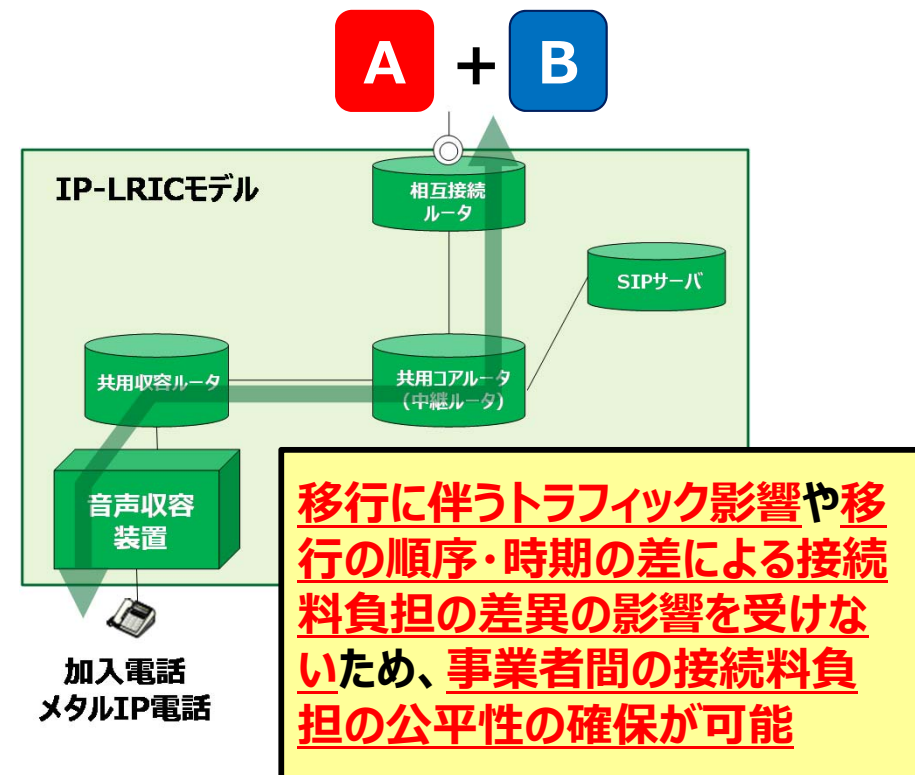 A + B
IP-LRICモデル
相互接続
ルータ
SIPサーバ
共用収容ルータ
共用コアルータ
（中継ルータ）
音声収容
装置
加入電話
メタルIP電話
移行に伴うトラフィック影響や移
行の順序・時期の差による接続
料負担の差異の影響を受けな
いため、事業者間の接続料負
担の公平性の確保が可能